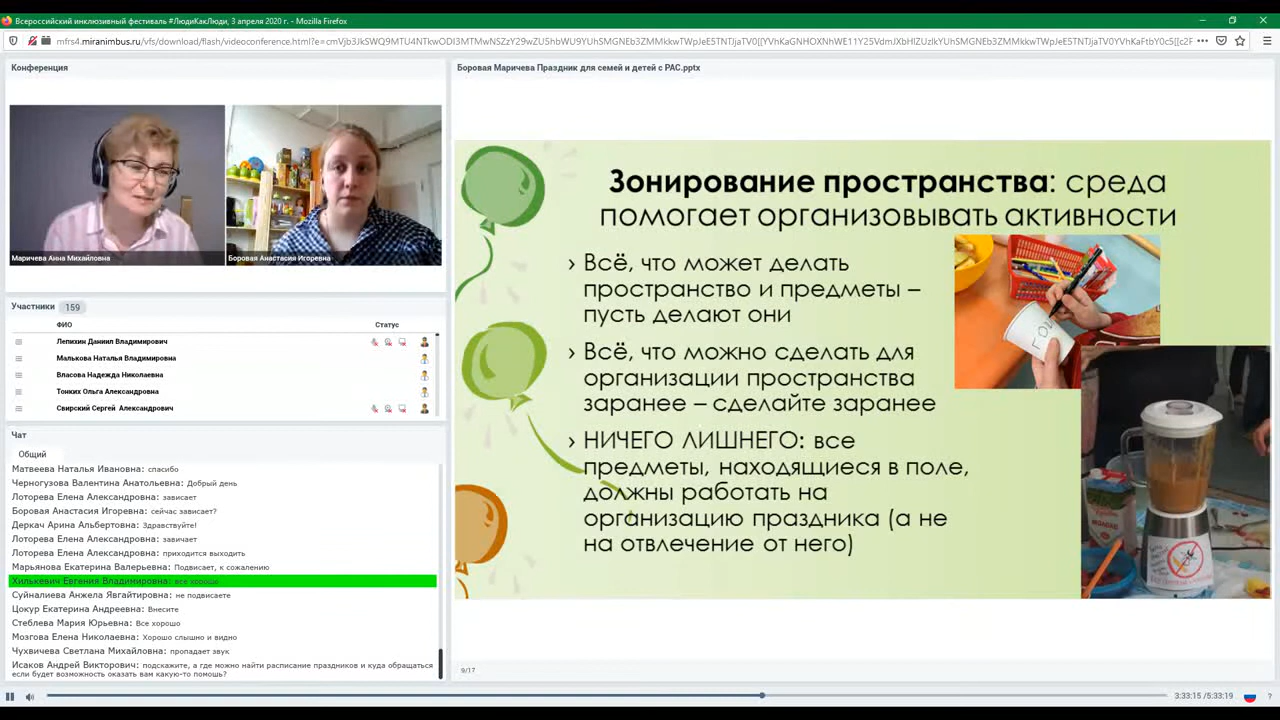 Всероссийский инклюзивный фестиваль #ЛюдиКакЛюди, 3 апреля 2020 г. - Mozilla Firefox
Конференция
Маричева Анна Михайловна
Боровая Анастасия Игоревна
Участники 159
ФИО Статус
Лепихин Даниил Владимирович
Малькова Наталья Владимировна
Власова Надежда Николаевна
Тонких Ольга Александровна
Свирский Сергей Александрович
Чат
Общий
Матвеева Наталья Ивановна: спасибо
Черногузова Валентина Анатольевна: Добрый день
Лоторева Елена Александровна: зависает
Боровая Анастасия Игоревна: сейчас зависает?
Деркач Арина Альбертовна: Здравствуйте!
Лоторева Елена Александровна: завичает
Лоторева Елена Александровна: приходится выходить
Марьянова Екатерина Валерьевна: Подвисает, к сожалению
Хилькевич Евгения Владимировна: все хорошо
Суйналиева Анжела Явгайтировна: не подвисаете
Цокур Екатерина Андреевна: Внесите
Стеблева Мария Юрьевна: Все хорошо
Мозгова Елена Николаевна: Хорошо слышно и видно
Чухвичева Светлана Михайловна: пропадает звук
Исаков Андрей Викторович: подскажите, а где можно найти расписание праздников и куда обращаться
если будет возможность оказать вам какую-то помошь?
Боровая Маричева Праздник для семей и детей с РАС.pptx
Зонирование пространства: среда
помогает организовывать активности
› Всё, что может делать
пространство и предметы –
пусть делают они
› Всё, что можно сделать для
организации пространства
заранее – сделайте заранее
› НИЧЕГО ЛИШНЕГО: все
предметы, находящиеся в поле,
должны работать на
организацию праздника (а не
на отвлечение от него)
9/17
3:33:15 /5:33:19
?